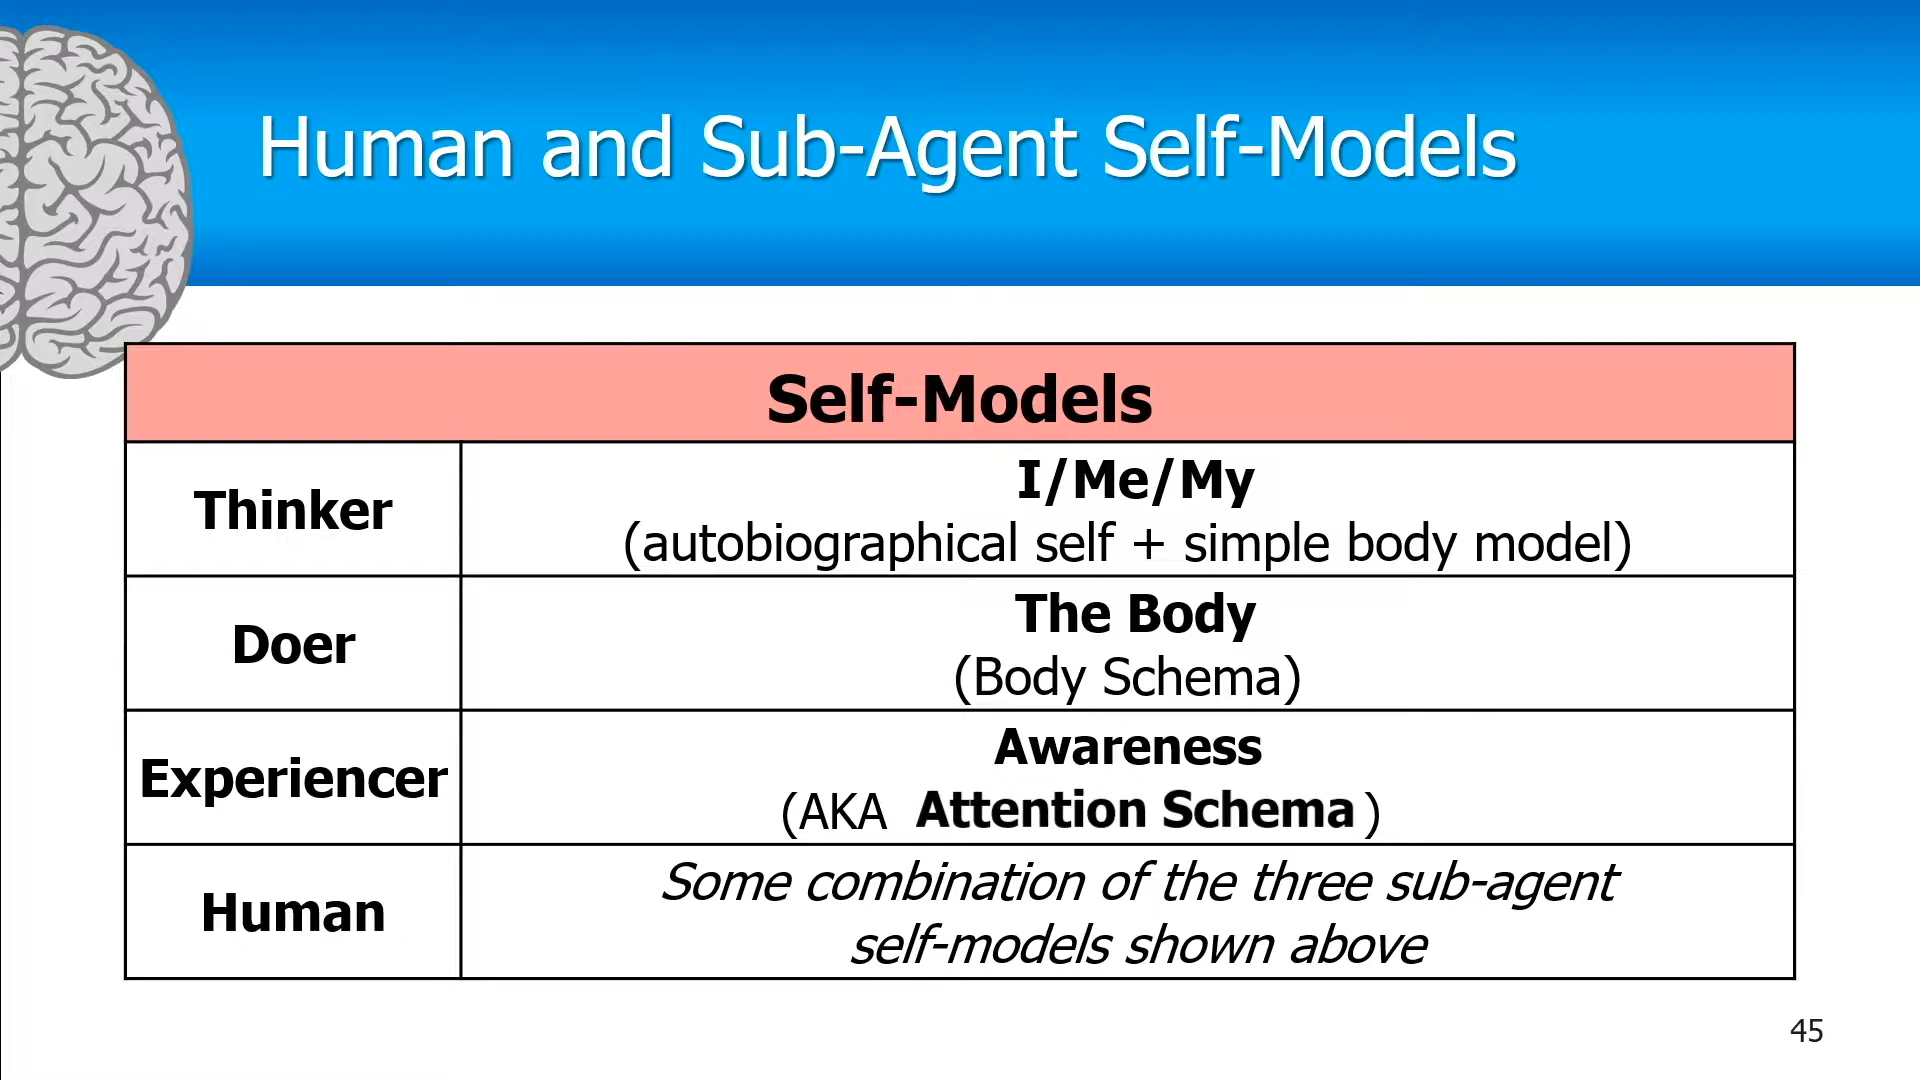 Human and Sub-Agent Self-Models
Self-Models
Thinker
I/Me/My
(autobiographical self + simple body model)
Doer
The Body
(Body Schema)
Experiencer
Awareness
(AKA Attention Schema )
Human
Some combination of the three sub-agent
self-models shown above
45